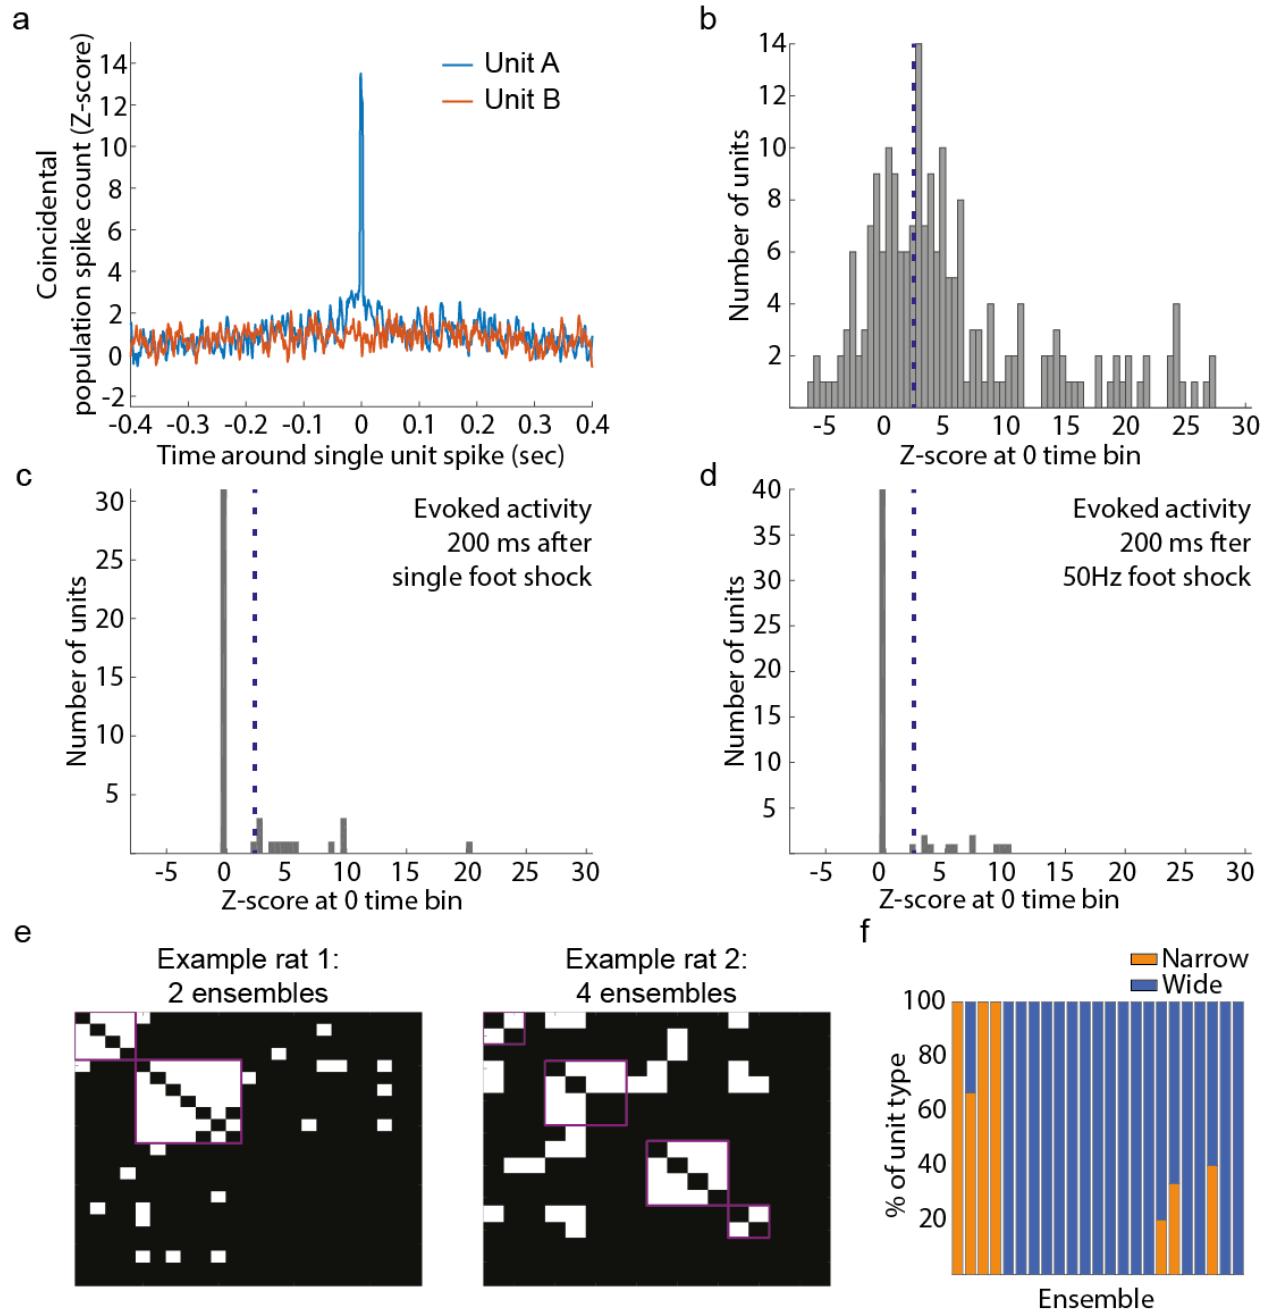 a
Coincidental
population spike count (Z-score)
14
12
10
8
6
4
2
0
-2
Unit A
Unit B
-0.4 -0.3 -0.2 -0.1 0 0.1 0.2 0.3 0.4
Time around single unit spike (sec)
b
Number of units
14
12
10
8
6
4
2
-5 0 5 10 15 20 25 30
Z-score at 0 time bin
c
Number of units
30
25
20
15
10
5
Evoked activity
200 ms after
single foot shock
-5 0 5 10 15 20 25 30
Z-score at 0 time bin
d
Number of units
40
35
30
25
20
15
10
5
Evoked activity
200 ms fter
50Hz foot shock
-5 0 5 10 15 20 25 30
Z-score at 0 time bin
e
Example rat 1:
2 ensembles
Example rat 2:
4 ensembles
f
Narrow
Wide
% of unit type
100
80
60
40
20
Ensemble